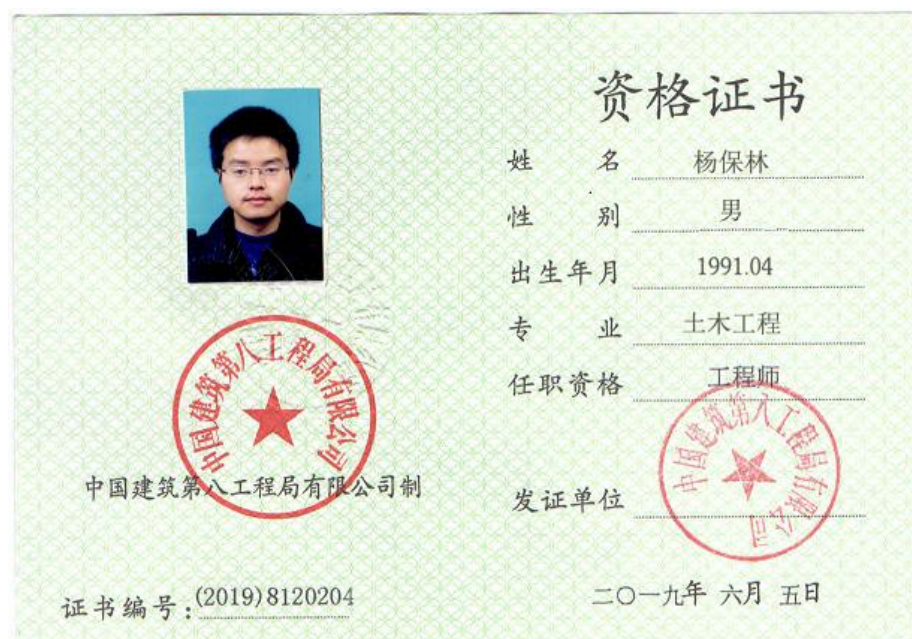 中国建筑第八工程局有限公司
中国建筑第八工程局有限公司制
证书编号:(2019)8120204
资格证书
姓 名 杨保林
性 别 男
出生年月 1991.04
专 业 土木工程
任职资格 工程师
发证单位
中国建筑第八工程局有限公司
二〇一九年 六月 五日